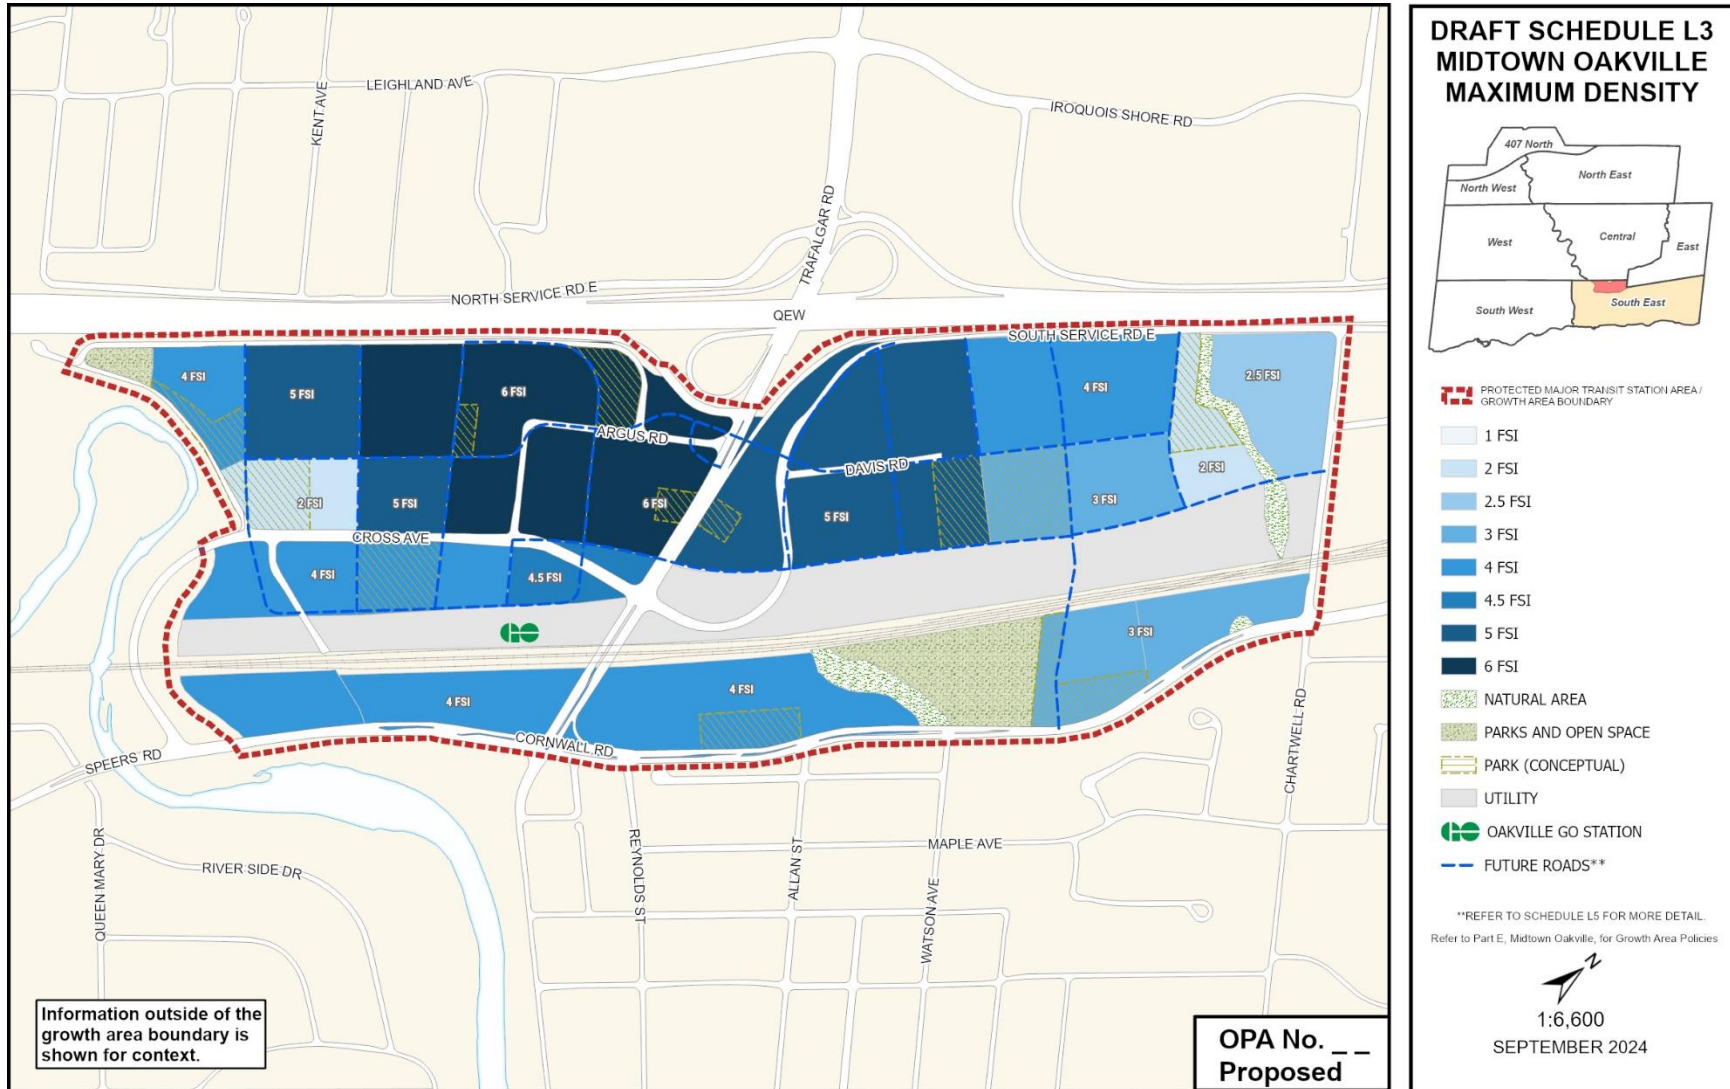 DRAFT SCHEDULE L3
MIDTOWN OAKVILLE
MAXIMUM DENSITY
407 North
North West
North East
West
Central
East
South West
South East
PROTECTED MAJOR TRANSIT STATION AREA /
GROWTH AREA BOUNDARY
1 FSI
2 FSI
2.5 FSI
3 FSI
4 FSI
4.5 FSI
5 FSI
6 FSI
NATURAL AREA
PARKS AND OPEN SPACE
PARK (CONCEPTUAL)
UTILITY
GO OAKVILLE GO STATION
FUTURE ROADS**
**REFER TO SCHEDULE L5 FOR MORE DETAIL.
Refer to Part E, Midtown Oakville, for Growth Area Policies
N
1:6,600
SEPTEMBER 2024
LEIGHLAND AVE
KENT AVE
IROQUOIS SHORE RD
TRAFALGAR RD
NORTH SERVICE RD E
QEW
SOUTH SERVICE RD E
4 FSI
5 FSI
6 FSI
4 FSI
2.5 FSI
ARGUS RD
DAVIS RD
2 FSI
5 FSI
6 FSI
5 FSI
3 FSI
2 FSI
CROSS AVE
4 FSI
4.5 FSI
GO
3 FSI
4 FSI
4 FSI
CORNWALL RD
SPEERS RD
CHARTWELL RD
QUEEN MARY DR
RIVER SIDE DR
REYNOLDS ST
ALLAN ST
MAPLE AVE
WATSON AVE
Information outside of the
growth area boundary is
shown for context.
OPA No. _ _
Proposed